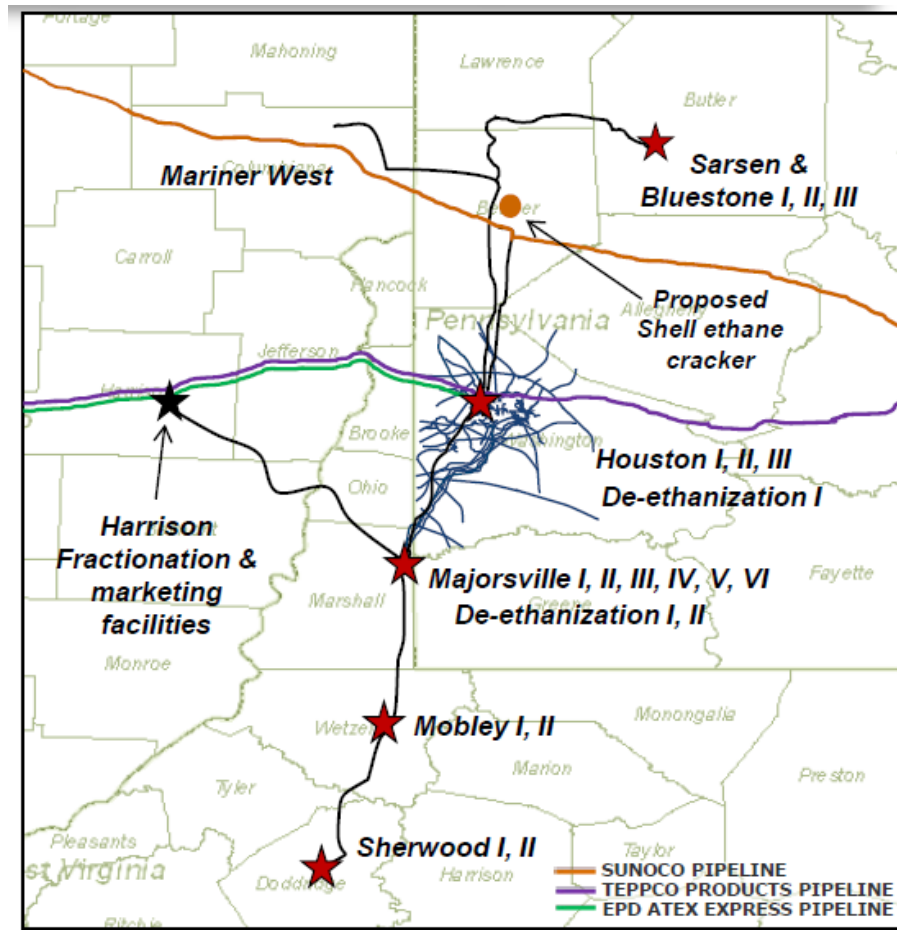 Portage
Mahoning
Lawrence
Butler
Mariner West
Columbiana
Sarsen &
Bluestone I, II, III
Carroll
Hancock
Proposed
Shell ethane
cracker
Allegheny
Pennsylvania
Jefferson
Brooke
Washington
Houston I, II, III
De-ethanization I
Ohio
Harrison
Fractionation &
marketing
facilities
Majorsville I, II, III, IV, V, VI
De-ethanization I, II
Marshall
Greene
Fayette
Monroe
Wetzel
Mobley I, II
Monongalia
Marion
Preston
Tyler
Pleasants
Sherwood I, II
st Virginia
Doddridge
Harrison
Taylor
Ritchie
SUNOCO PIPELINE
TEPPCO PRODUCTS PIPELINE
EPD ATEX EXPRESS PIPELINE